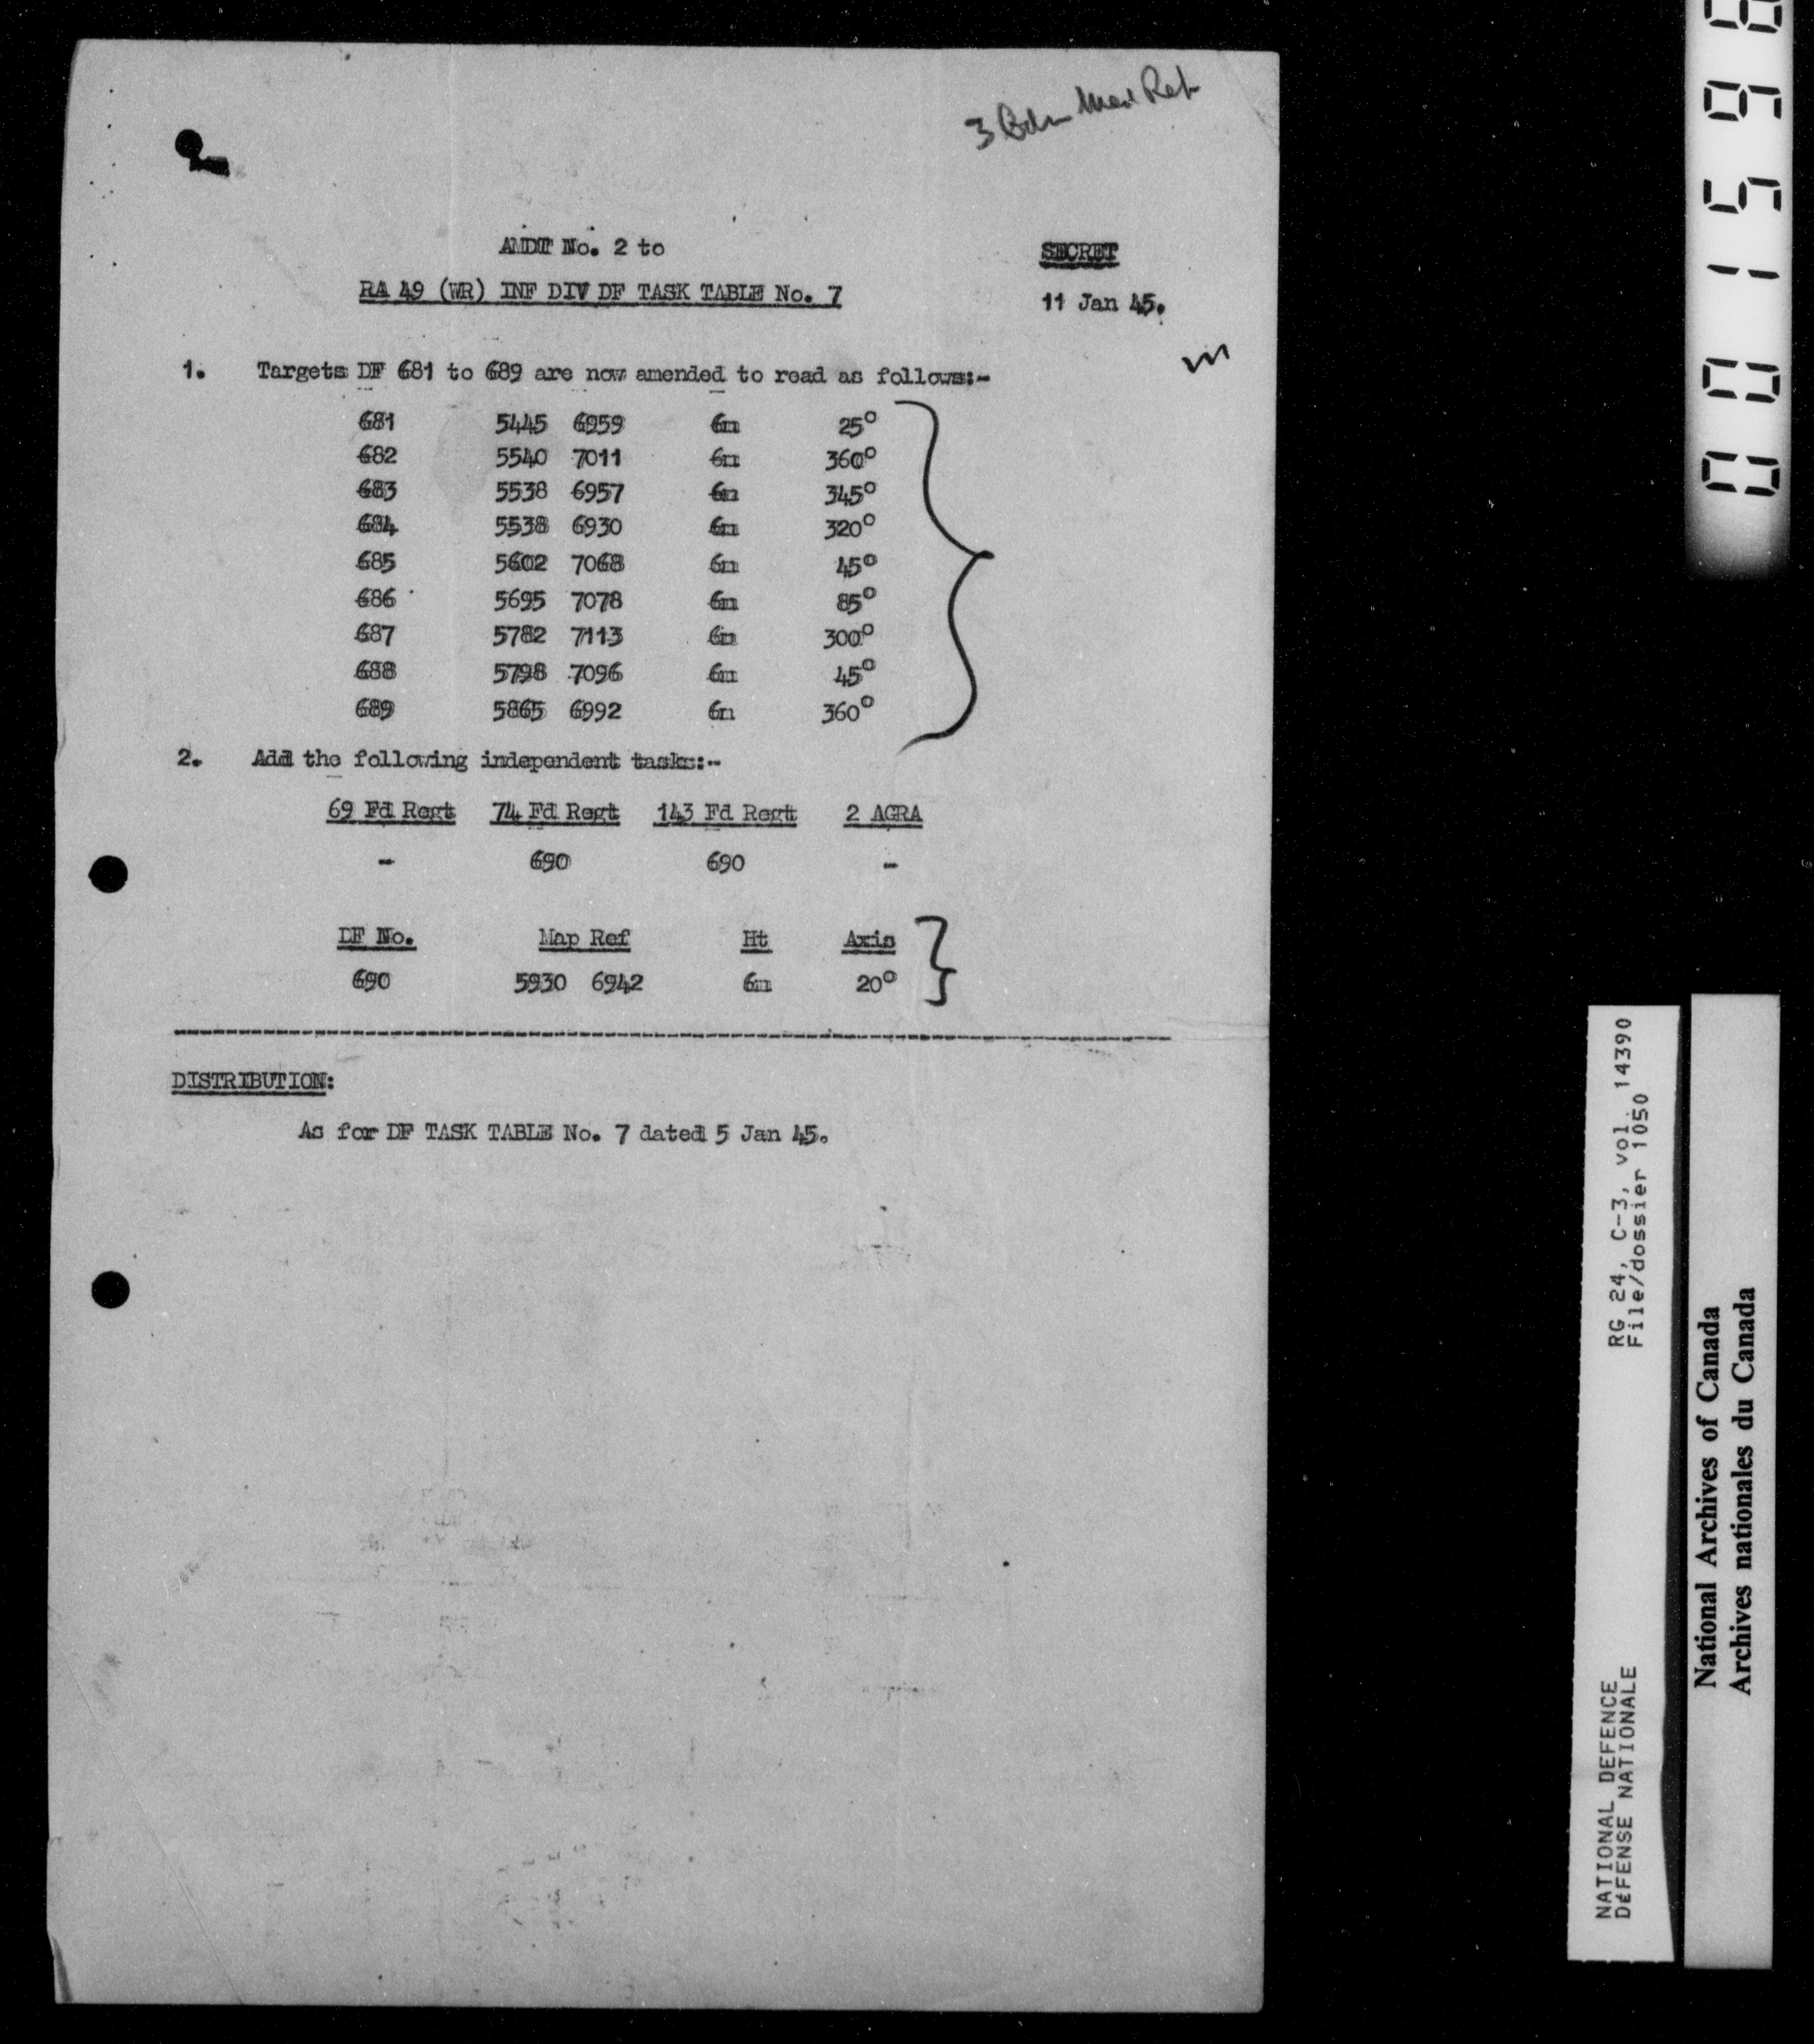 3 Cdn Med Ret
AMDT No. 2 to
SECRET
RA 49 (WR) INF DIV DF TASK TABLE No. 7
11 Jan 45.
1. Targets DF 681 to 689 are now amended to read as follows:-
681 5445 6959 6m 25°
682 5540 7011 6m 360°
683 5538 6957 6m 345°
684 5538 6930 6m 320°
685 5602 7068 6m 45°
686 5695 7078 6m 85°
687 5782 7113 6m 300°
688 5798 7096 6m 45°
689 5865 6992 6m 360°
2. Add the following independent tasks:-
69 Fd Regt 74 Fd Regt 143 Fd Regt 2 AGRA
- 690 690 -
DF No. Map Ref Ht Axis
690 5930 6942 6m 20°
DISTRIBUTION:
As for DF TASK TABLE No. 7 dated 5 Jan 45.
RG 24, C-3, vol. 14390
File/dossier 1050
NATIONAL DEFENCE
DÉFENSE NATIONALE
National Archives of Canada
Archives nationales du Canada